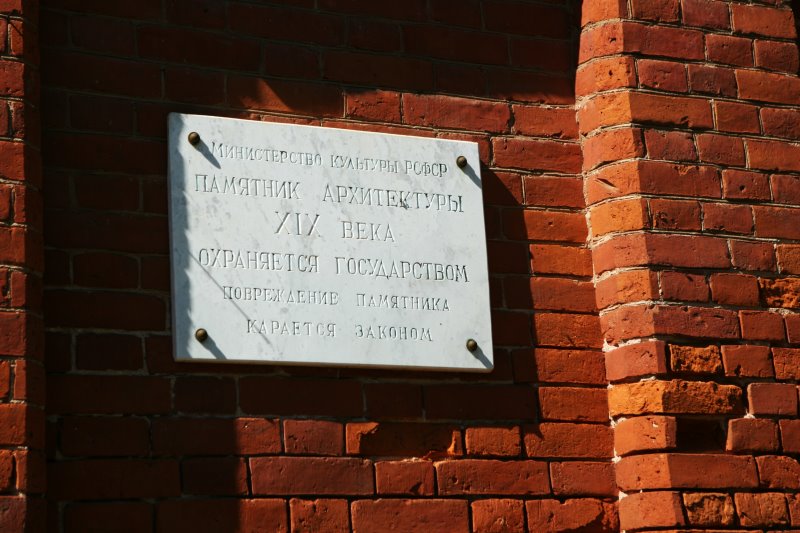 МИНИСТЕРСТВО КУЛЬТУРЫ РСФСР
ПАМЯТНИК АРХИТЕКТУРЫ
XIX ВЕКА
ОХРАНЯЕТСЯ ГОСУДАРСТВОМ
ПОВРЕЖДЕНИЕ ПАМЯТНИКА
КАРАЕТСЯ ЗАКОНОМ